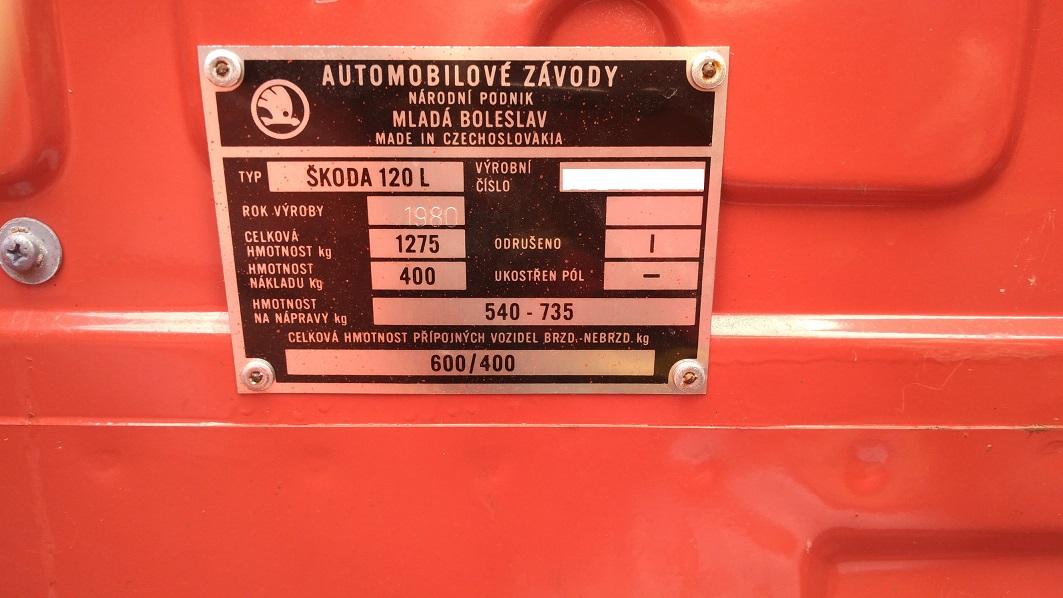 AUTOMOBILOVÉ ZÁVODY
NÁRODNÍ PODNIK
MLADÁ BOLESLAV
MADE IN CZECHOSLOVAKIA
TYP ŠKODA 120 L VÝROBNÍ
ČÍSLO
ROK VÝROBY 1980
CELKOVÁ
HMOTNOST kg 1275 ODRUŠENO I
HMOTNOST
NÁKLADU kg 400 UKOSTŘEN PÓL –
HMOTNOST
NA NÁPRAVY kg 540 - 735
CELKOVÁ HMOTNOST PŘÍPOJNÝCH VOZIDEL BRZD.-NEBRZD. kg
600/400